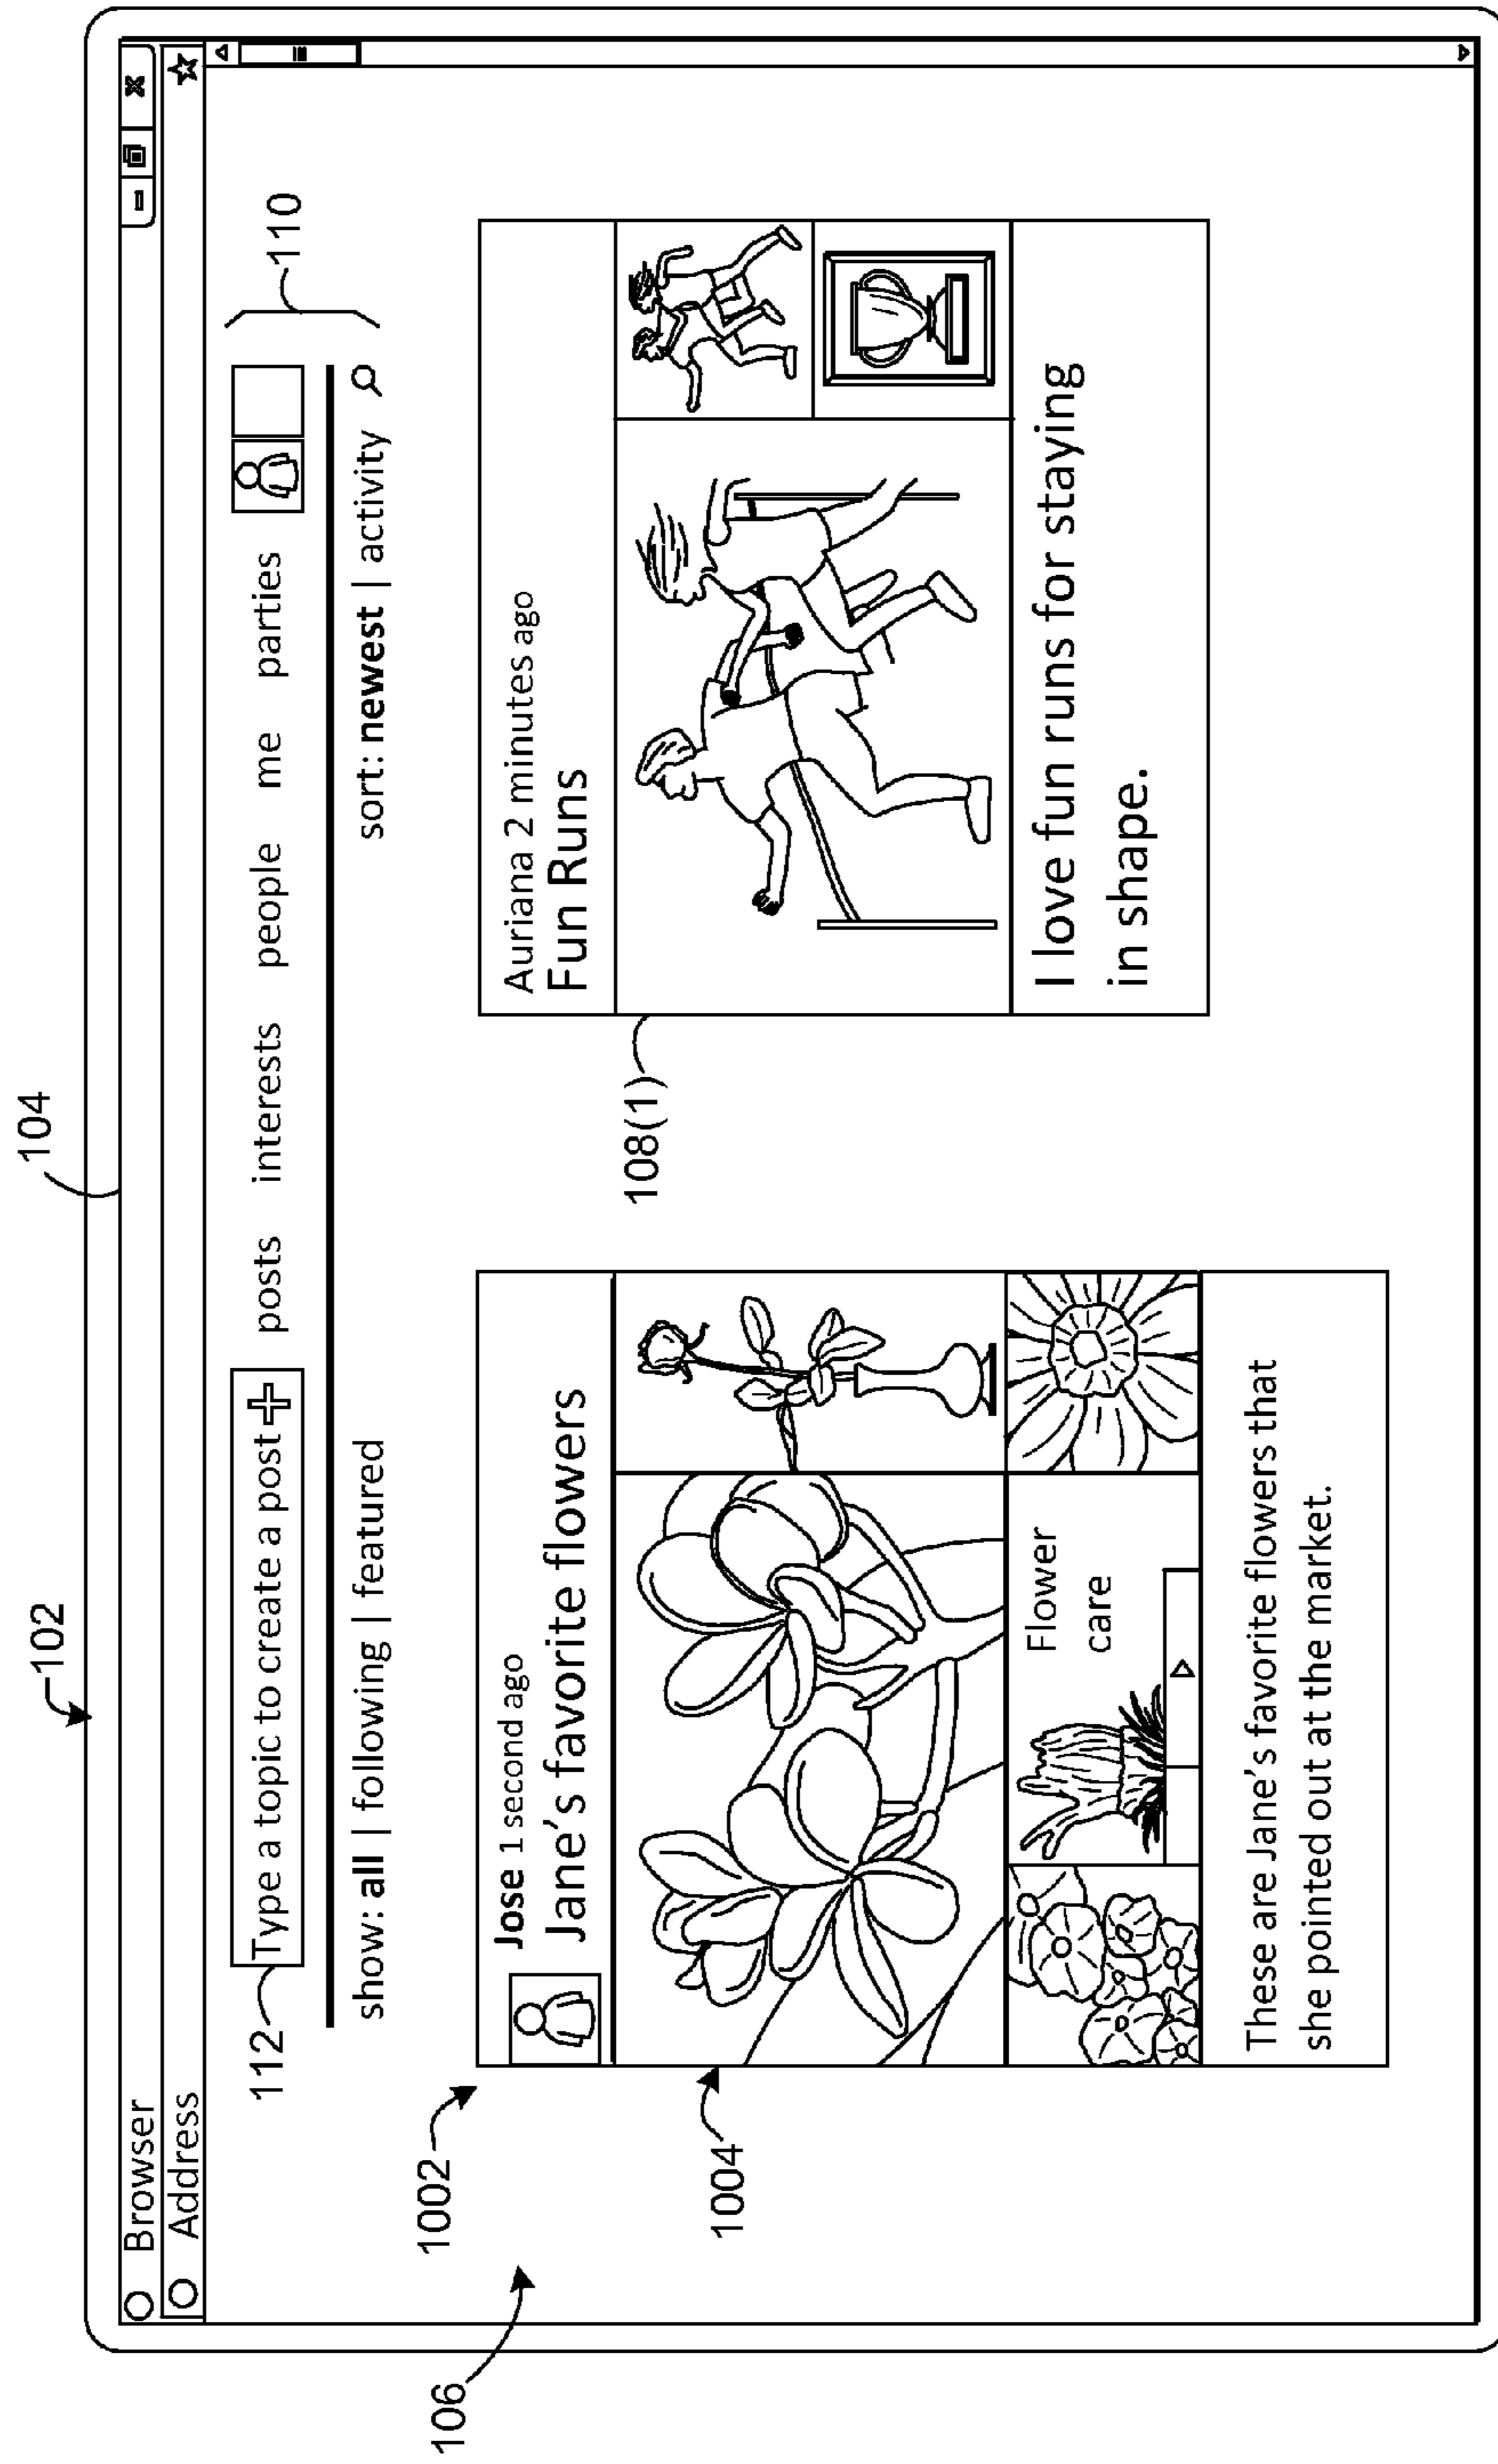 102
104
Browser
Address
112
Type a topic to create a post
posts interests people me parties
110
show: all | following | featured
sort: newest | activity
1002
106
Jose 1 second ago
Jane's favorite flowers
1004
Flower
care
These are Jane's favorite flowers that
she pointed out at the market.
108(1)
Auriana 2 minutes ago
Fun Runs
I love fun runs for staying
in shape.